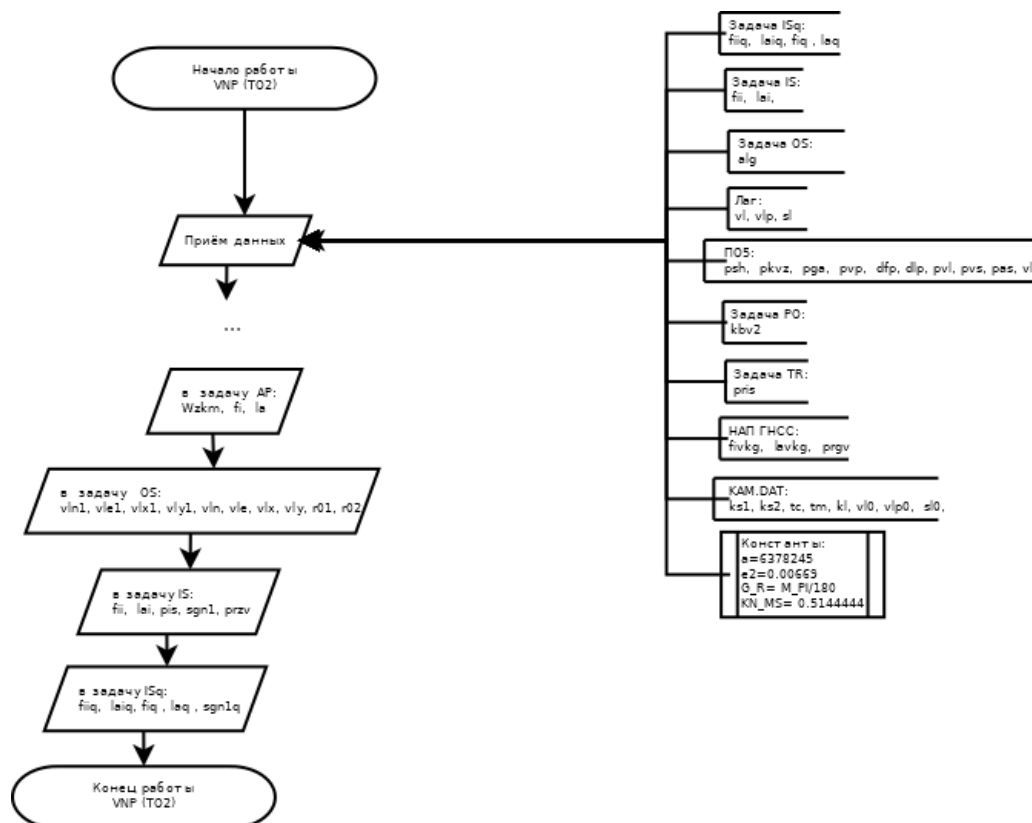 Начало работы
VNP (ТО2)
Приём данных
...
в задачу АР:
Wzkm, fi, la
в задачу OS:
vln1, vle1, vlx1, vly1, vln, vle, vlx, vly, r01, r02
в задачу IS:
fii, lai, pis, sgn1, przv
в задачу ISq:
fiiq, laiq, fiq , laq , sgn1q
Конец работы
VNP (ТО2)
Задача ISq:
fiiq, laiq, fiq , laq
Задача IS:
fii, lai,
Задача OS:
alg
Лаг:
vl, vlp, sl
ПО5:
psh, pkvz, pga, pvp, dfp, dlp, pvl, pvs, pas, vl
Задача РО:
kbv2
Задача TR:
pris
НАП ГНСС:
fivkg, lavkg, prgv
КАМ.DAT:
ks1, ks2, tc, tm, kl, vl0, vlp0, sl0,
Константы:
a=6378245
e2=0.00669
G_R= M_PI/180
KN_MS= 0.5144444